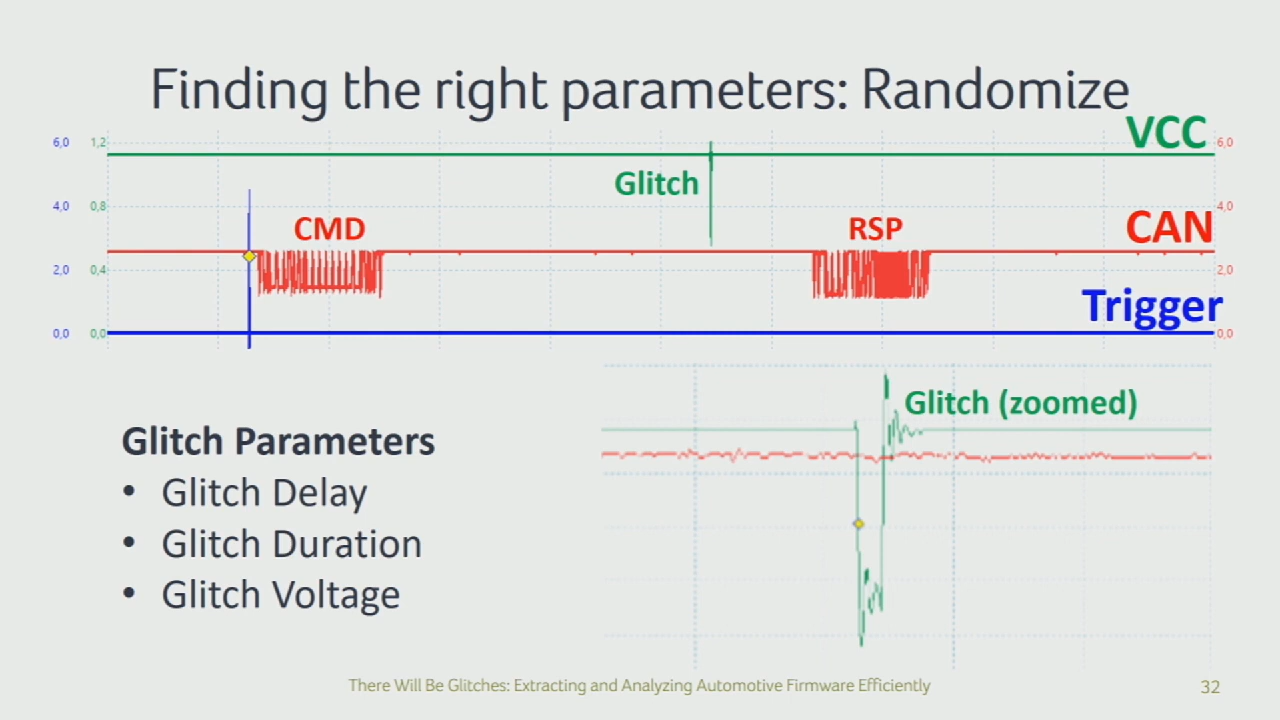 Finding the right parameters: Randomize
VCC
6,0 1,2 6,0
Glitch
4,0 0,8 4,0
CMD RSP CAN
2,0 0,4 2,0
Trigger
0,0 0,0 0,0
Glitch (zoomed)
Glitch Parameters
• Glitch Delay
• Glitch Duration
• Glitch Voltage
There Will Be Glitches: Extracting and Analyzing Automotive Firmware Efficiently
32